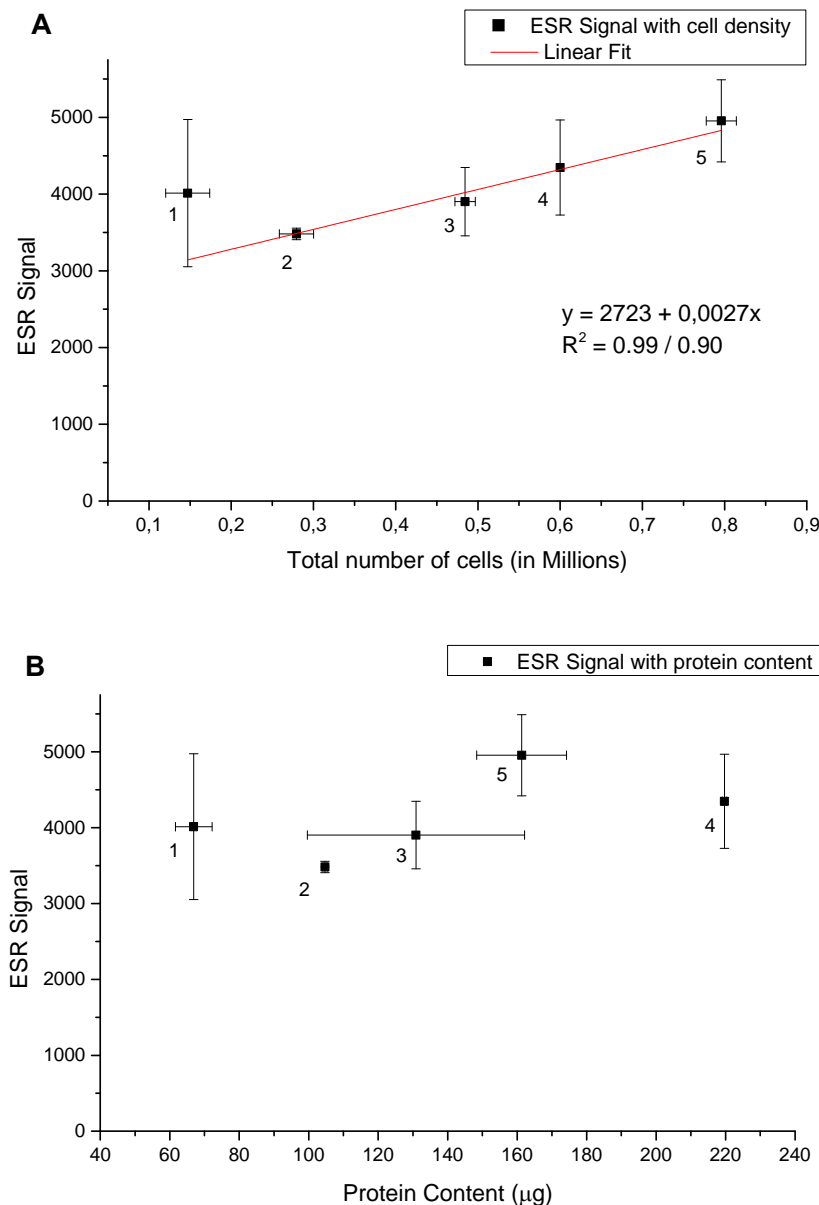 A
ESR Signal with cell density
Linear Fit
5000
4000
3000
2000
1000
0
ESR Signal
1
2
3
4
5
y = 2723 + 0,0027x
R² = 0.99 / 0.90
0,1 0,2 0,3 0,4 0,5 0,6 0,7 0,8 0,9
Total number of cells (in Millions)
B
ESR Signal with protein content
5000
4000
3000
2000
1000
0
ESR Signal
1
2
3
5
4
40 60 80 100 120 140 160 180 200 220 240
Protein Content (μg)